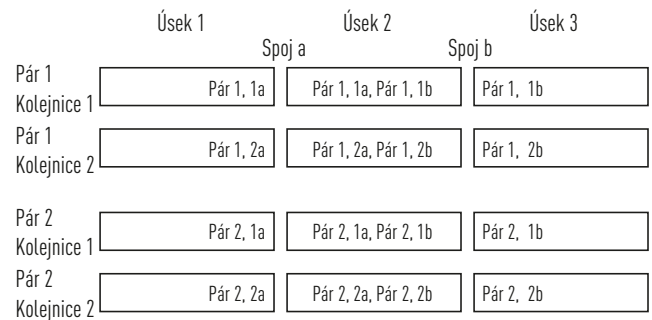 Úsek 1 Úsek 2 Úsek 3
Spoj a Spoj b
Pár 1
Kolejnice 1
Pár 1, 1a Pár 1, 1a, Pár 1, 1b Pár 1, 1b
Pár 1
Kolejnice 2
Pár 1, 2a Pár 1, 2a, Pár 1, 2b Pár 1, 2b
Pár 2
Kolejnice 1
Pár 2, 1a Pár 2, 1a, Pár 2, 1b Pár 2, 1b
Pár 2
Kolejnice 2
Pár 2, 2a Pár 2, 2a, Pár 2, 2b Pár 2, 2b